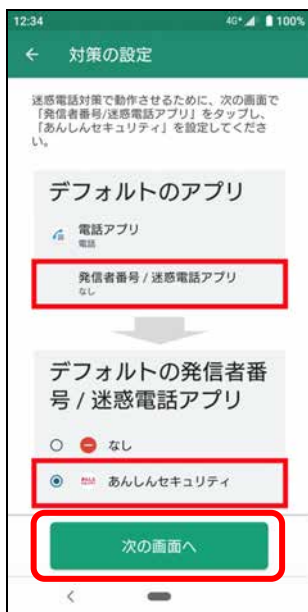 12:34 4G+ 100%
← 対策の設定
迷惑電話対策で動作させるために、次の画面で
「発信者番号/迷惑電話アプリ」をタップし、
「あんしんセキュリティ」を設定してくださ
い。
デフォルトのアプリ
電話アプリ
電話
発信者番号 / 迷惑電話アプリ
なし
デフォルトの発信者番
号 / 迷惑電話アプリ
なし
あんしんセキュリティ
次の画面へ